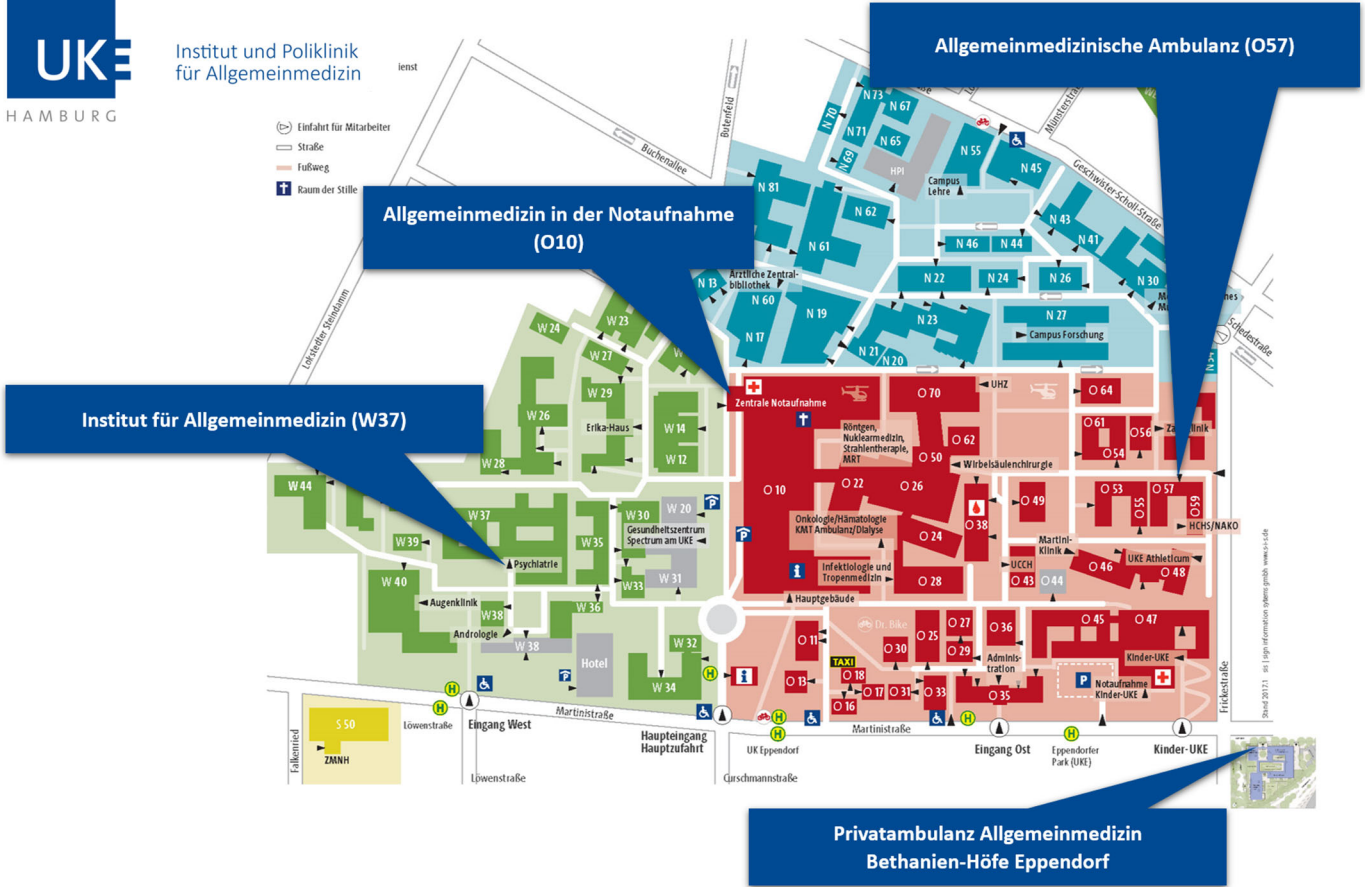 UKE
HAMBURG
Institut und Poliklinik
für Allgemeinmedizin
ienst
Einfahrt für Mitarbeiter
Straße
Fußweg
Raum der Stille
Allgemeinmedizinische Ambulanz (O57)
Allgemeinmedizin in der Notaufnahme
(O10)
Institut für Allgemeinmedizin (W37)
Privatambulanz Allgemeinmedizin
Bethanien-Höfe Eppendorf
Butenfeld
Buchenallee
Lokstedter Steindamm
Geschwister-Scholl-Straße
Schedestraße
Frickestraße
N 73
N 67
N 70
N 71
N 65
N 69
HPI
N 55
N 45
Campus
Lehre
N 81
N 62
N 61
N 43
N 41
N 46
N 44
N 30
N 13
Ärztliche Zentral-
bibliothek
N 22
N 24
N 26
N 60
N 17
N 19
N 23
N 21
N 20
N 27
Campus Forschung
W 24
W 23
W 27
W 29
W 26
Erika-Haus
W 14
W 12
W 28
W 44
W 37
W 39
W 35
W 30
W 20
Gesundheitszentrum
Spectrum am UKE
Psychiatrie
W 33
W 31
W 40
Augenklinik
W 38
W 36
Andrologie
W 38
Hotel
W 32
W 34
Zentrale Notaufnahme
O 70
UHZ
O 64
Röntgen,
Nuklearmedizin,
Strahlentherapie,
MRT
O 62
O 50
Wirbelsäulenchirurgie
O 61
O 56
O 54
O 10
O 22
O 26
O 38
O 49
O 53
O 55
O 57
O 59
HCHS/NAKO
Onkologie/Hämatologie
KMT Ambulanz/Dialyse
O 24
Martini-
Klinik
UKE Athleticum
Infektiologie und
Tropenmedizin
O 28
UCCH
O 43
O 44
O 46
O 48
Hauptgebäude
Dr. Bike
O 11
O 30
O 25
O 27
O 29
O 36
O 45
O 47
Adminis-
tration
Kinder-UKE
TAXI
O 13
O 18
O 17
O 16
O 31
O 33
O 35
P
Notaufnahme
Kinder-UKE
S 50
ZMNH
Falkenried
Löwenstraße
Eingang West
Löwenstraße
Martinistraße
Haupteingang
Hauptzufahrt
Curschmannstraße
UK Eppendorf
Martinistraße
Eingang Ost
Eppendorfer
Park (UKE)
Kinder-UKE